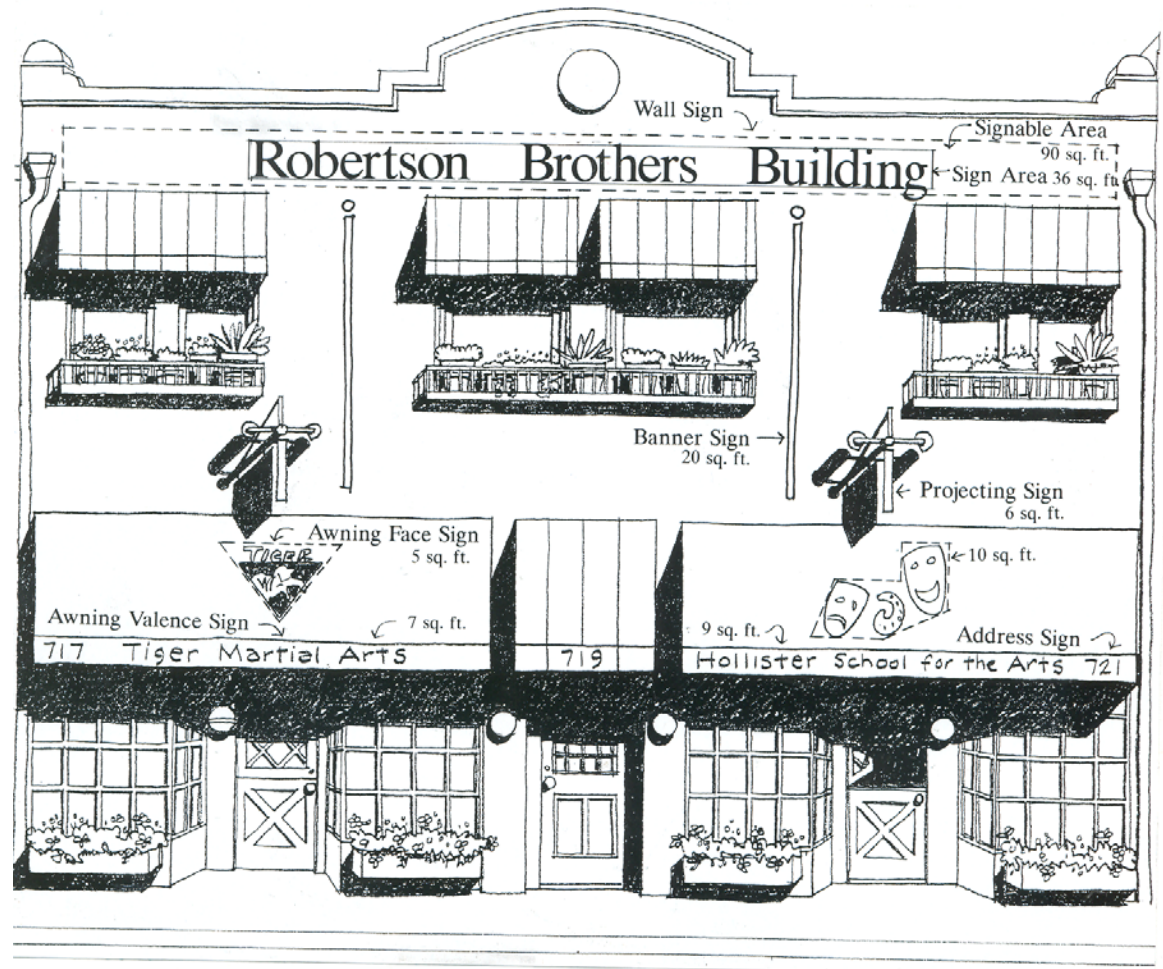 Wall Sign
Signable Area
90 sq. ft.
Robertson Brothers Building
Sign Area 36 sq. ft.
Banner Sign
20 sq. ft.
Projecting Sign
6 sq. ft.
Awning Face Sign
5 sq. ft.
TIGER
10 sq. ft.
Awning Valence Sign
7 sq. ft.
9 sq. ft.
Address Sign
717 Tiger Martial Arts
719
Hollister School for the Arts 721